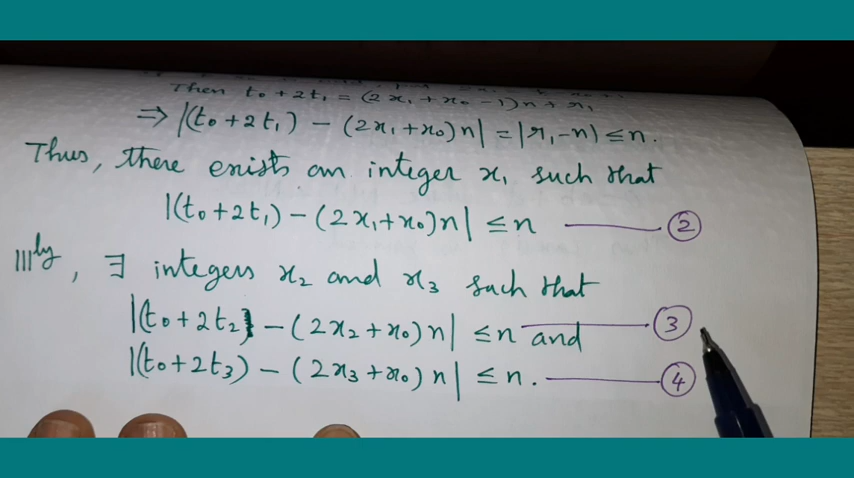 Then t₀ + 2t₁ = (2x₁ + x₀ - 1)n + r₁
⇒ |(t₀ + 2t₁) - (2x₁ + x₀)n| = |r₁ - n| ≤ n.
Thus, there exists an integer x₁ such that
|(t₀ + 2t₁) - (2x₁ + x₀)n| ≤ n —— ②
|||ly, ∃ integers x₂ and x₃ such that
|(t₀ + 2t₂) - (2x₂ + x₀)n| ≤ n and —— ③
|(t₀ + 2t₃) - (2x₃ + x₀)n| ≤ n. —— ④